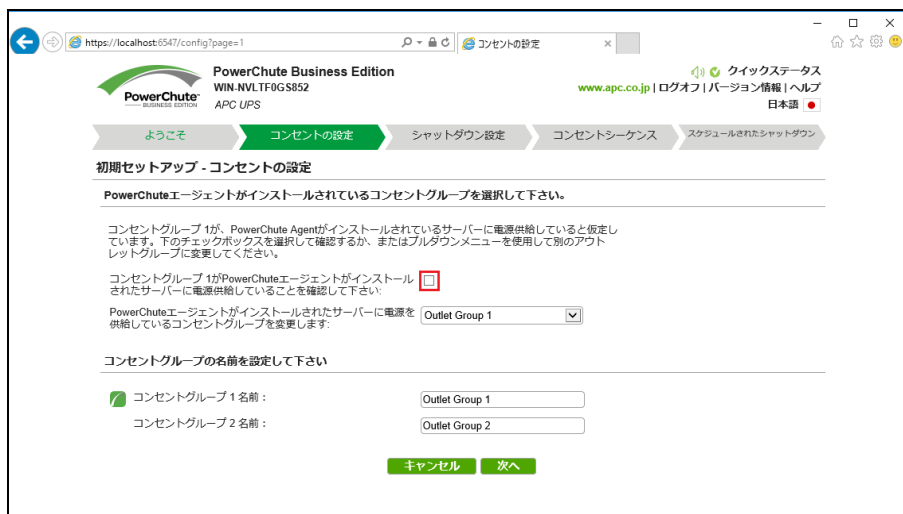 https://localhost:6547/config?page=1
コンセントの設定
PowerChute
BUSINESS EDITION
PowerChute Business Edition
WIN-NVLTF0GS852
APC UPS
クイックステータス
www.apc.co.jp | ログオフ | バージョン情報 | ヘルプ
日本語
ようこそ
コンセントの設定
シャットダウン設定
コンセントシーケンス
スケジュールされたシャットダウン
初期セットアップ - コンセントの設定
PowerChuteエージェントがインストールされているコンセントグループを選択して下さい。
コンセントグループ 1が、PowerChute Agentがインストールされているサーバーに電源供給していると仮定し
ています。下のチェックボックスを選択して確認するか、またはプルダウンメニューを使用して別のアウト
レットグループに変更してください。
コンセントグループ 1がPowerChuteエージェントがインストール
されたサーバーに電源供給していることを確認して下さい:
PowerChuteエージェントがインストールされたサーバーに電源を
供給しているコンセントグループを変更します:
Outlet Group 1
コンセントグループの名前を設定して下さい
コンセントグループ 1 名前 :
Outlet Group 1
コンセントグループ 2 名前 :
Outlet Group 2
キャンセル
次へ